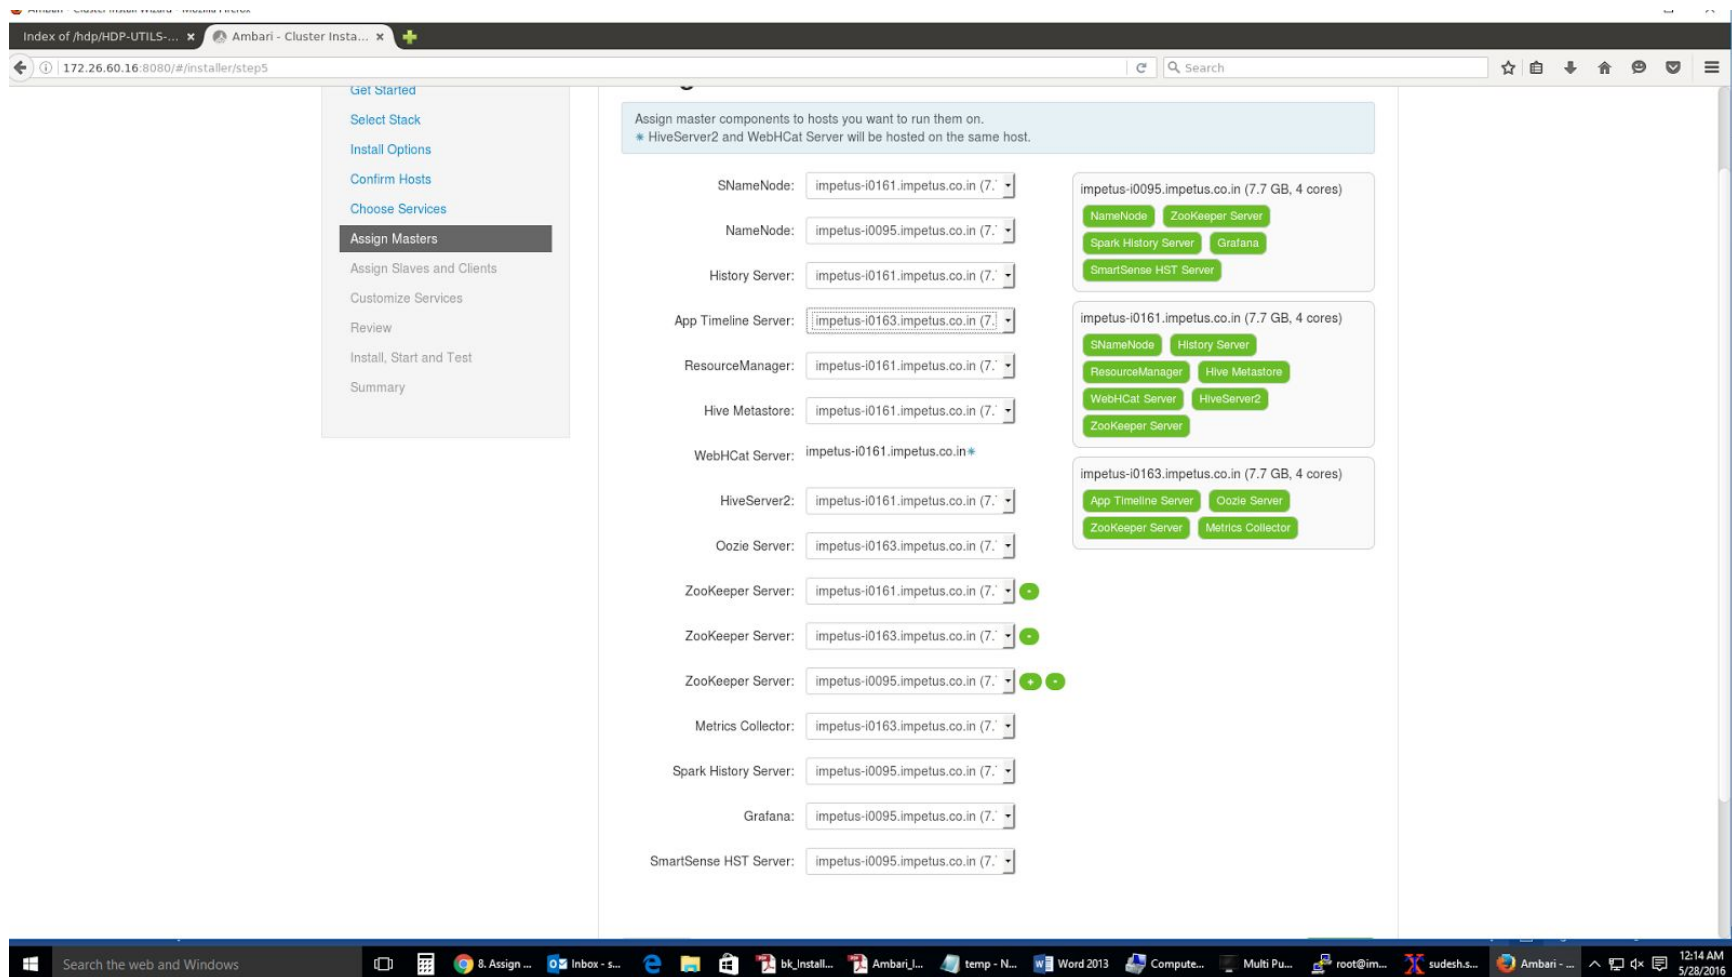 Index of /hdp/HDP-UTILS-...
Ambari - Cluster Insta...
172.26.60.16:8080/#/installer/step5
Search
Get Started
Select Stack
Install Options
Confirm Hosts
Choose Services
Assign Masters
Assign Slaves and Clients
Customize Services
Review
Install, Start and Test
Summary
Assign master components to hosts you want to run them on.
* HiveServer2 and WebHCat Server will be hosted on the same host.
SNameNode: impetus-i0161.impetus.co.in (7.
NameNode: impetus-i0095.impetus.co.in (7.
History Server: impetus-i0161.impetus.co.in (7.
App Timeline Server: impetus-i0163.impetus.co.in (7.
ResourceManager: impetus-i0161.impetus.co.in (7.
Hive Metastore: impetus-i0161.impetus.co.in (7.
WebHCat Server: impetus-i0161.impetus.co.in*
HiveServer2: impetus-i0161.impetus.co.in (7.
Oozie Server: impetus-i0163.impetus.co.in (7.
ZooKeeper Server: impetus-i0161.impetus.co.in (7. -
ZooKeeper Server: impetus-i0163.impetus.co.in (7. -
ZooKeeper Server: impetus-i0095.impetus.co.in (7. + -
Metrics Collector: impetus-i0163.impetus.co.in (7.
Spark History Server: impetus-i0095.impetus.co.in (7.
Grafana: impetus-i0095.impetus.co.in (7.
SmartSense HST Server: impetus-i0095.impetus.co.in (7.
impetus-i0095.impetus.co.in (7.7 GB, 4 cores)
NameNode ZooKeeper Server
Spark History Server Grafana
SmartSense HST Server
impetus-i0161.impetus.co.in (7.7 GB, 4 cores)
SNameNode History Server
ResourceManager Hive Metastore
WebHCat Server HiveServer2
ZooKeeper Server
impetus-i0163.impetus.co.in (7.7 GB, 4 cores)
App Timeline Server Oozie Server
ZooKeeper Server Metrics Collector
Search the web and Windows
8. Assign ...
Inbox - s...
bk_Install...
Ambari_I...
temp - N...
Word 2013
Compute...
Multi Pu...
root@im...
sudesh.s...
Ambari - ...
12:14 AM
5/28/2016